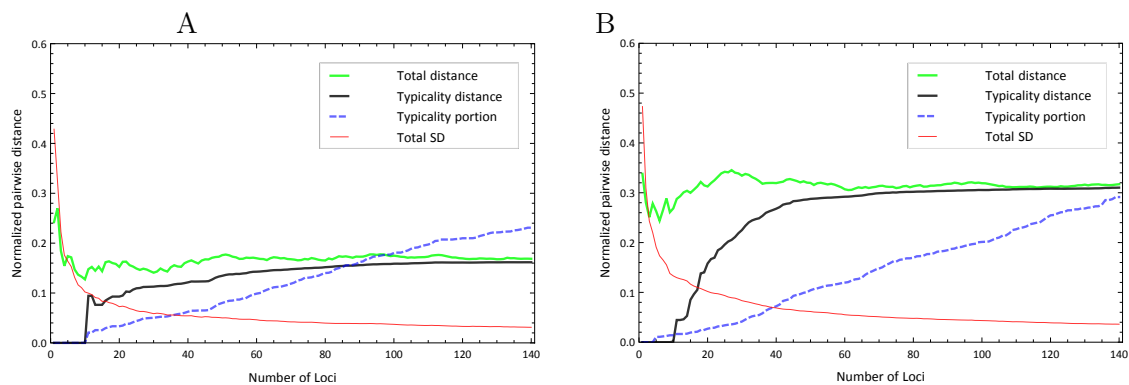 A
Normalized pairwise distance
0.6
0.5
0.4
0.3
0.2
0.1
0.0
Total distance
Typicality distance
Typicality portion
Total SD
0 20 40 60 80 100 120 140
Number of Loci
B
Normalized pairwise distance
0.6
0.5
0.4
0.3
0.2
0.1
0.0
Total distance
Typicality distance
Typicality portion
Total SD
0 20 40 60 80 100 120 140
Number of Loci